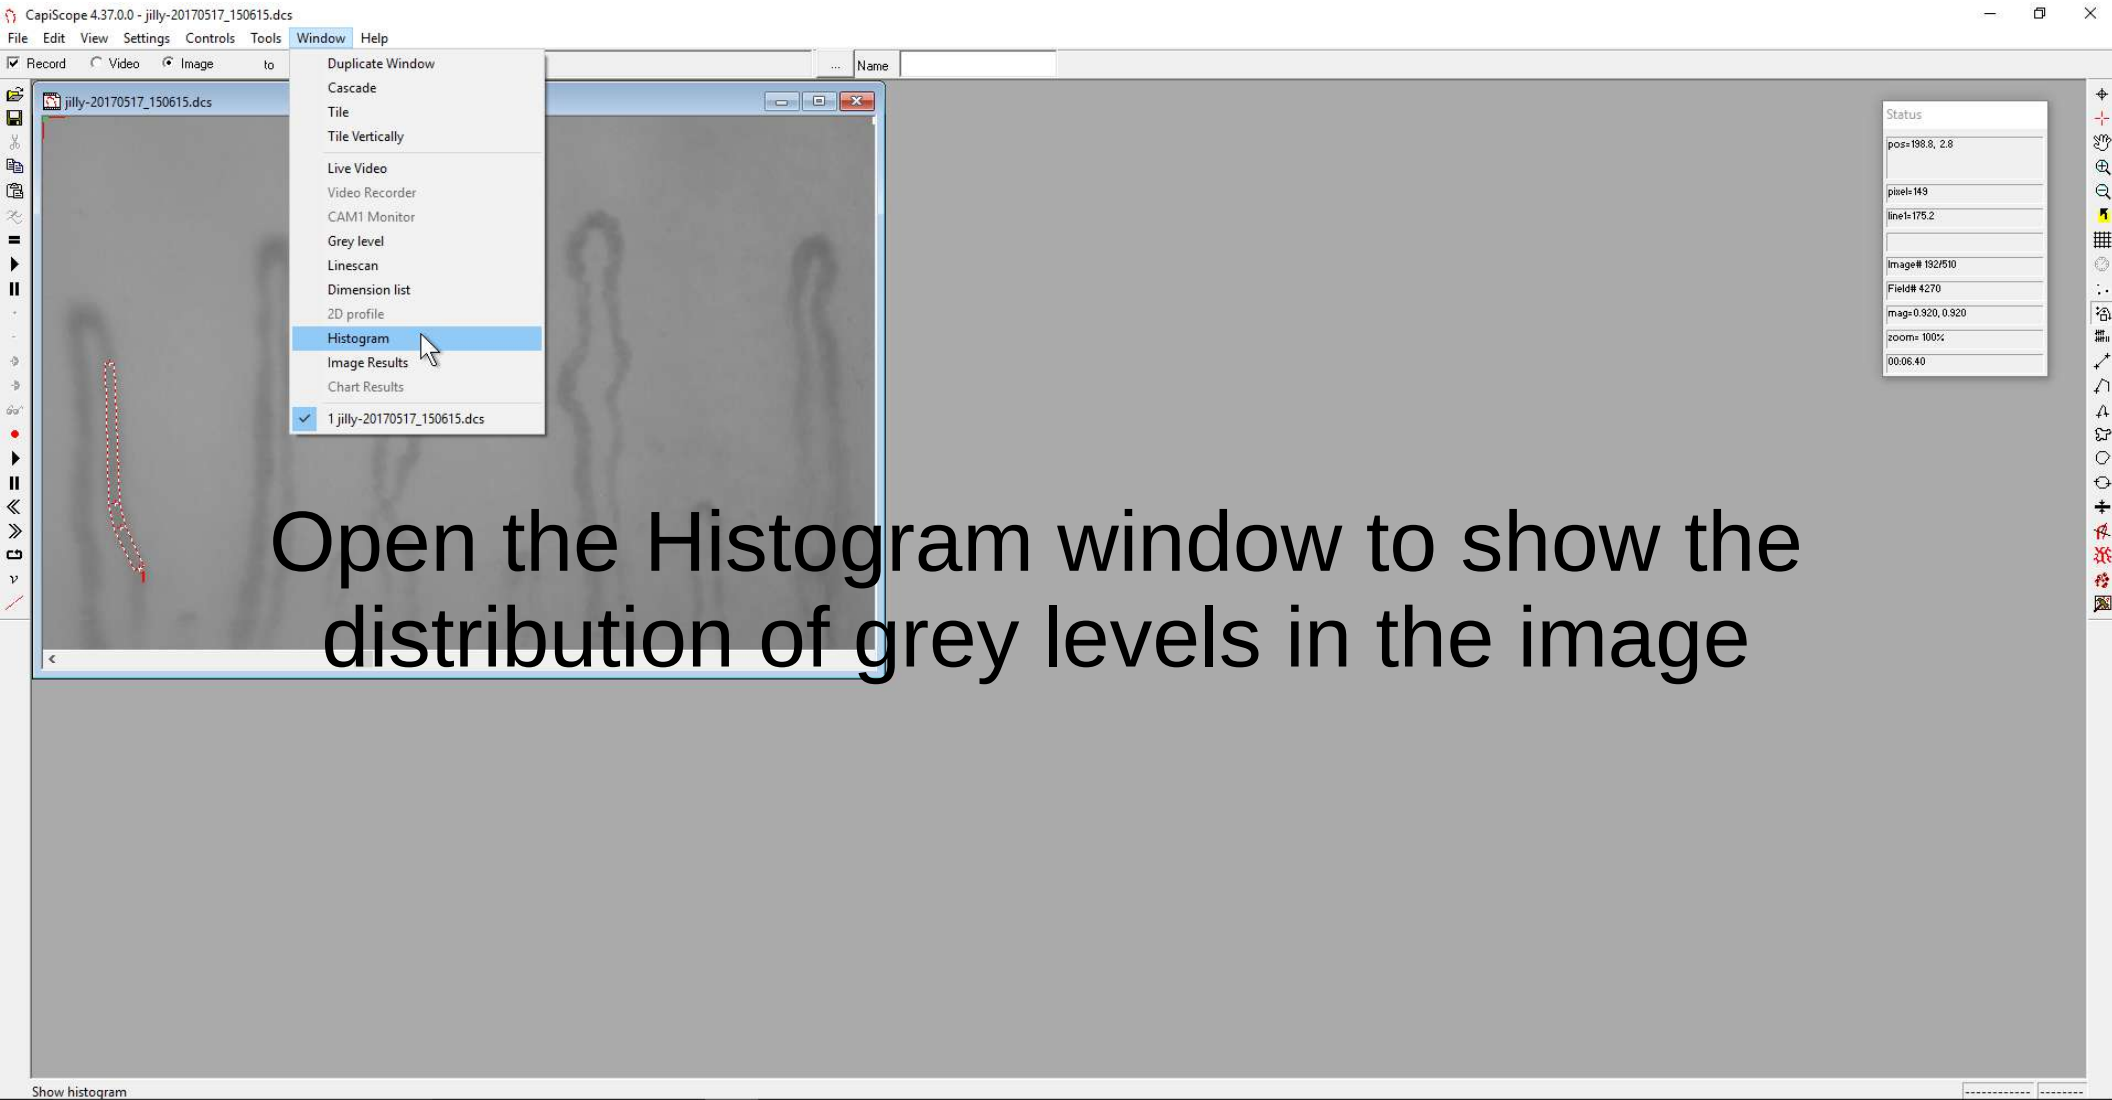 CapiScope 4.37.0.0 - jilly-20170517_150615.dcs
File Edit View Settings Controls Tools Window Help
Record Video Image to ... Name
jilly-20170517_150615.dcs
Duplicate Window
Cascade
Tile
Tile Vertically
Live Video
Video Recorder
CAM1 Monitor
Grey level
Linescan
Dimension list
2D profile
Histogram
Image Results
Chart Results
1 jilly-20170517_150615.dcs
Status
pos=198.8, 2.8
pixel=149
line1=175.2
Image# 192/510
Field# 4270
mag=0.920, 0.920
zoom= 100%
00:06.40
Open the Histogram window to show the
distribution of grey levels in the image
Show histogram